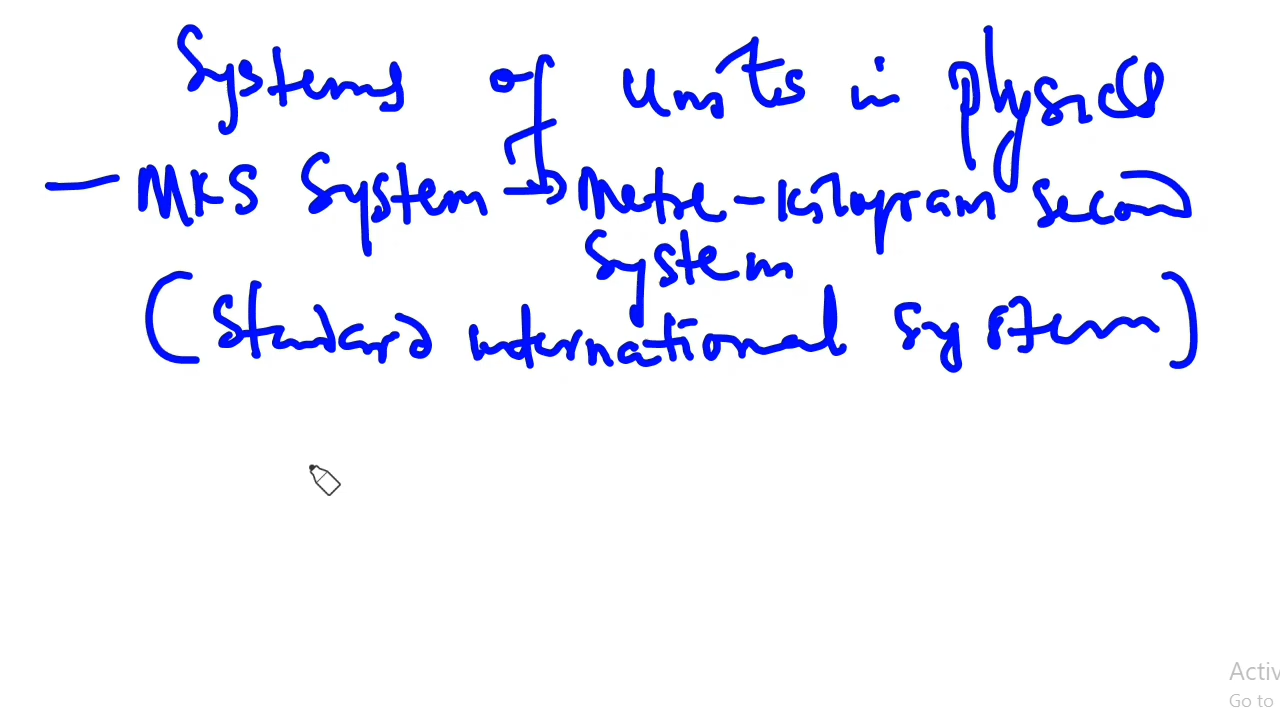 Systems of Units in physics
- MKS System → Metre-kilogram second
system
(Standard international system)
Activ
Go to